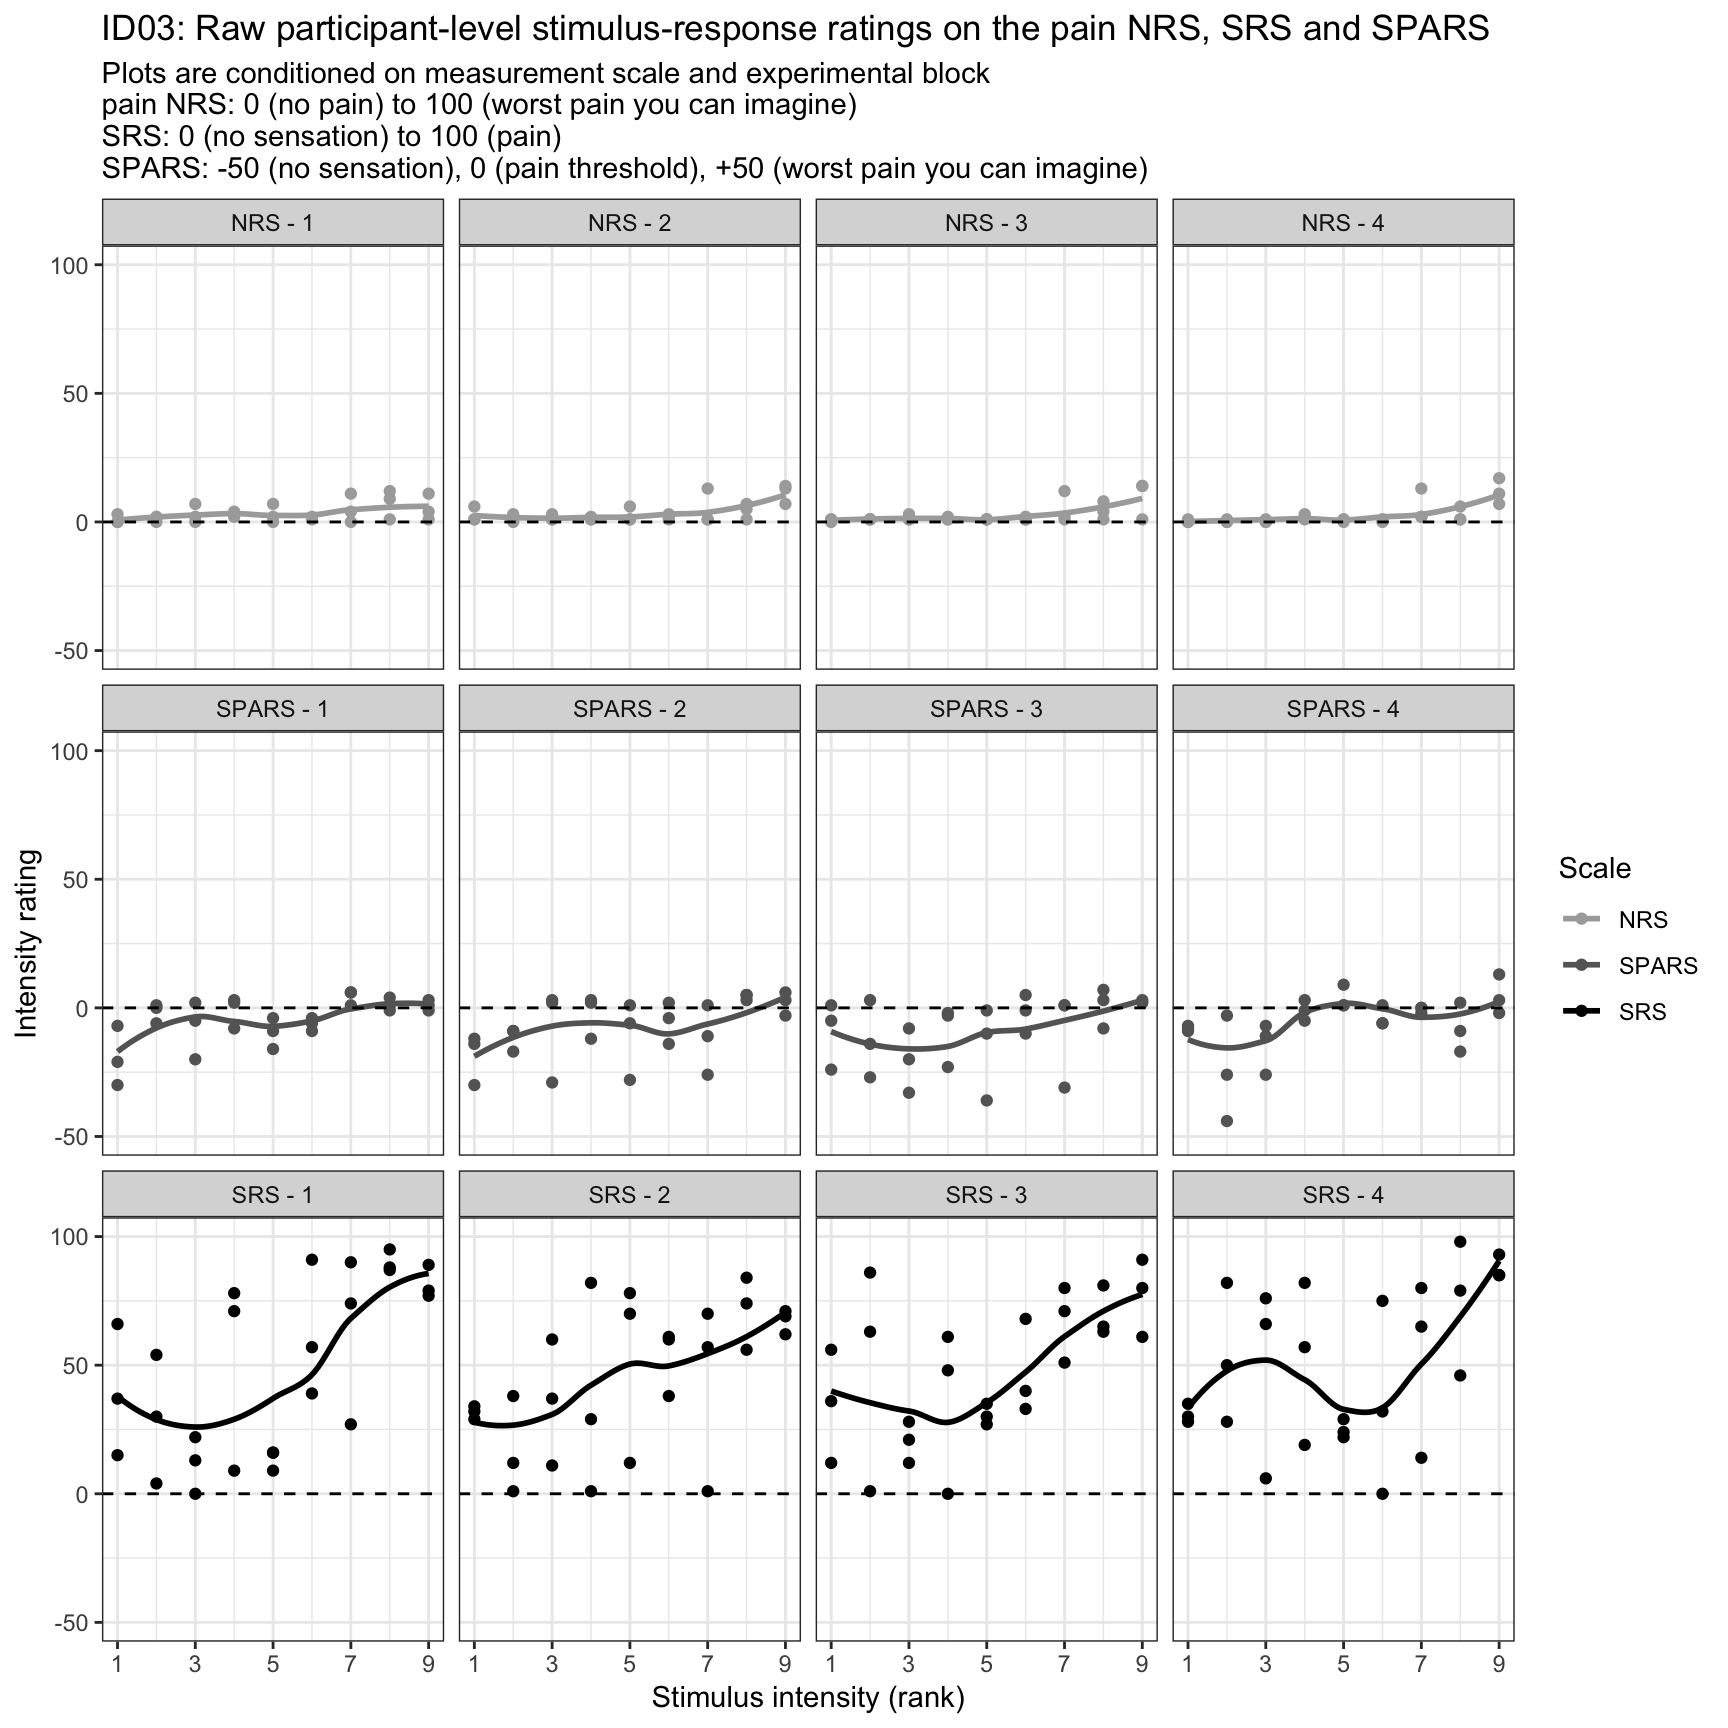 ID03: Raw participant-level stimulus-response ratings on the pain NRS, SRS and SPARS
Plots are conditioned on measurement scale and experimental block
pain NRS: 0 (no pain) to 100 (worst pain you can imagine)
SRS: 0 (no sensation) to 100 (pain)
SPARS: -50 (no sensation), 0 (pain threshold), +50 (worst pain you can imagine)
NRS - 1 NRS - 2 NRS - 3 NRS - 4
100
50
0
-50
SPARS - 1 SPARS - 2 SPARS - 3 SPARS - 4
100
50
0
-50
SRS - 1 SRS - 2 SRS - 3 SRS - 4
100
50
0
-50
1 3 5 7 9 1 3 5 7 9 1 3 5 7 9 1 3 5 7 9
Stimulus intensity (rank)
Intensity rating
Scale
NRS
SPARS
SRS